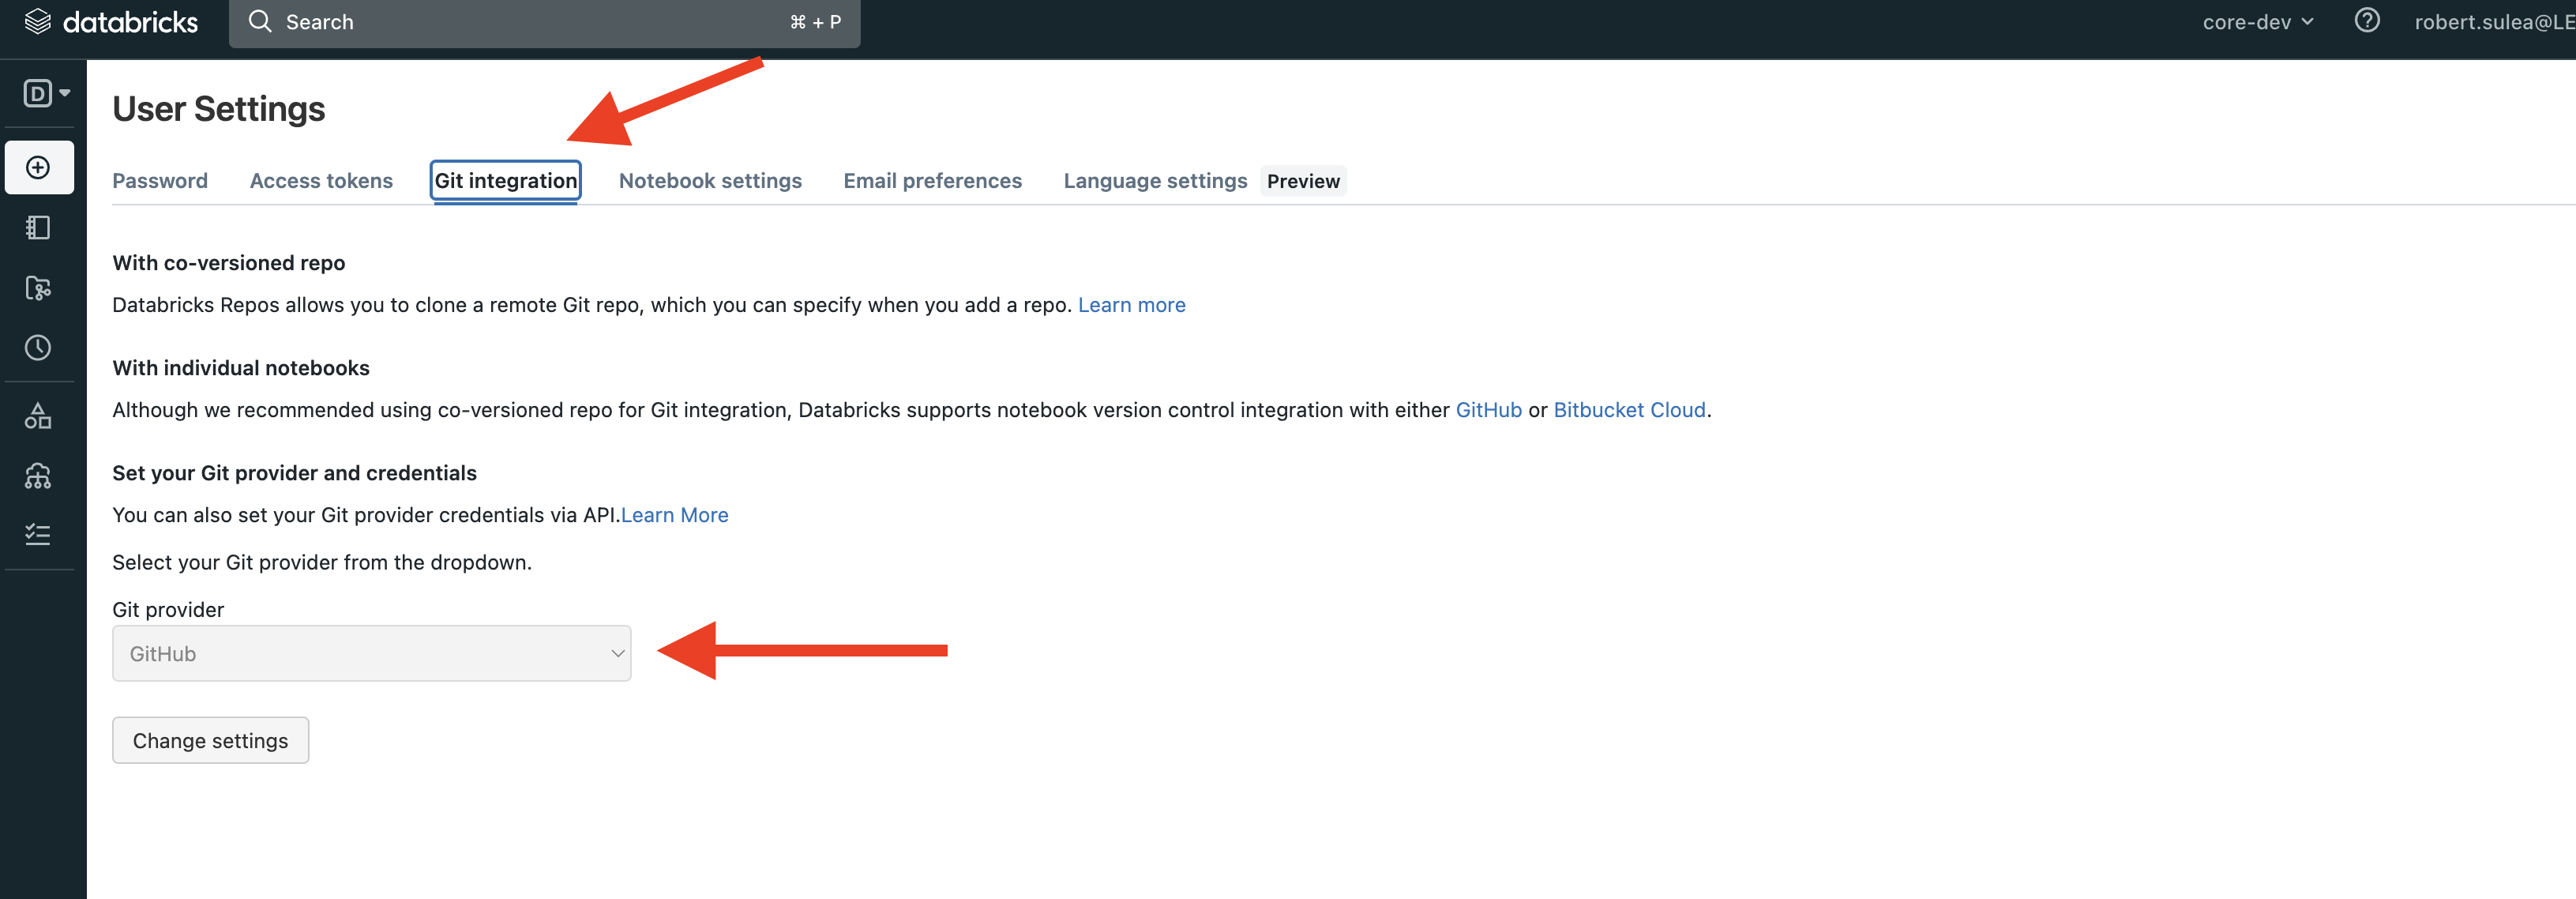 databricks
Search
⌘ + P
core-dev
robert.sulea@LE
D
User Settings
Password Access tokens Git integration Notebook settings Email preferences Language settings Preview
With co-versioned repo
Databricks Repos allows you to clone a remote Git repo, which you can specify when you add a repo. Learn more
With individual notebooks
Although we recommended using co-versioned repo for Git integration, Databricks supports notebook version control integration with either GitHub or Bitbucket Cloud.
Set your Git provider and credentials
You can also set your Git provider credentials via API.Learn More
Select your Git provider from the dropdown.
Git provider
GitHub
Change settings